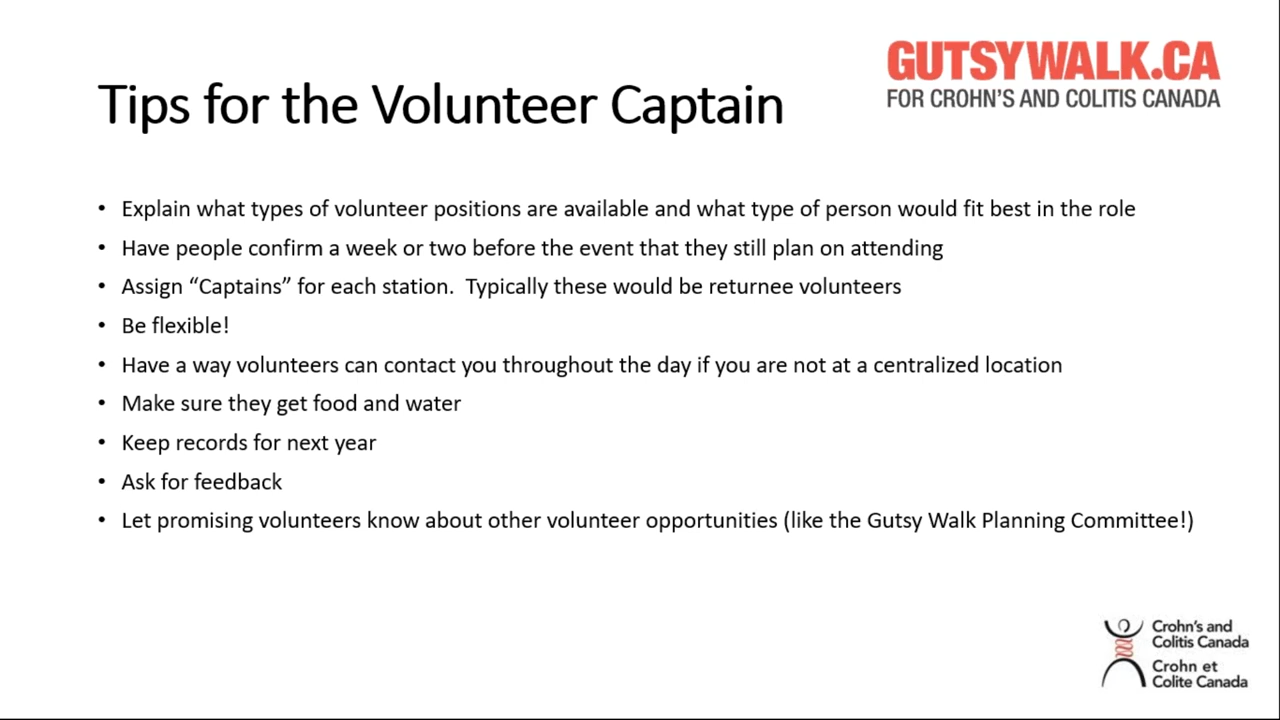 GUTSYWALK.CA
FOR CROHN'S AND COLITIS CANADA
Tips for the Volunteer Captain
• Explain what types of volunteer positions are available and what type of person would fit best in the role
• Have people confirm a week or two before the event that they still plan on attending
• Assign “Captains” for each station.  Typically these would be returnee volunteers
• Be flexible!
• Have a way volunteers can contact you throughout the day if you are not at a centralized location
• Make sure they get food and water
• Keep records for next year
• Ask for feedback
• Let promising volunteers know about other volunteer opportunities (like the Gutsy Walk Planning Committee!)
Crohn's and
Colitis Canada
Crohn et
Colite Canada